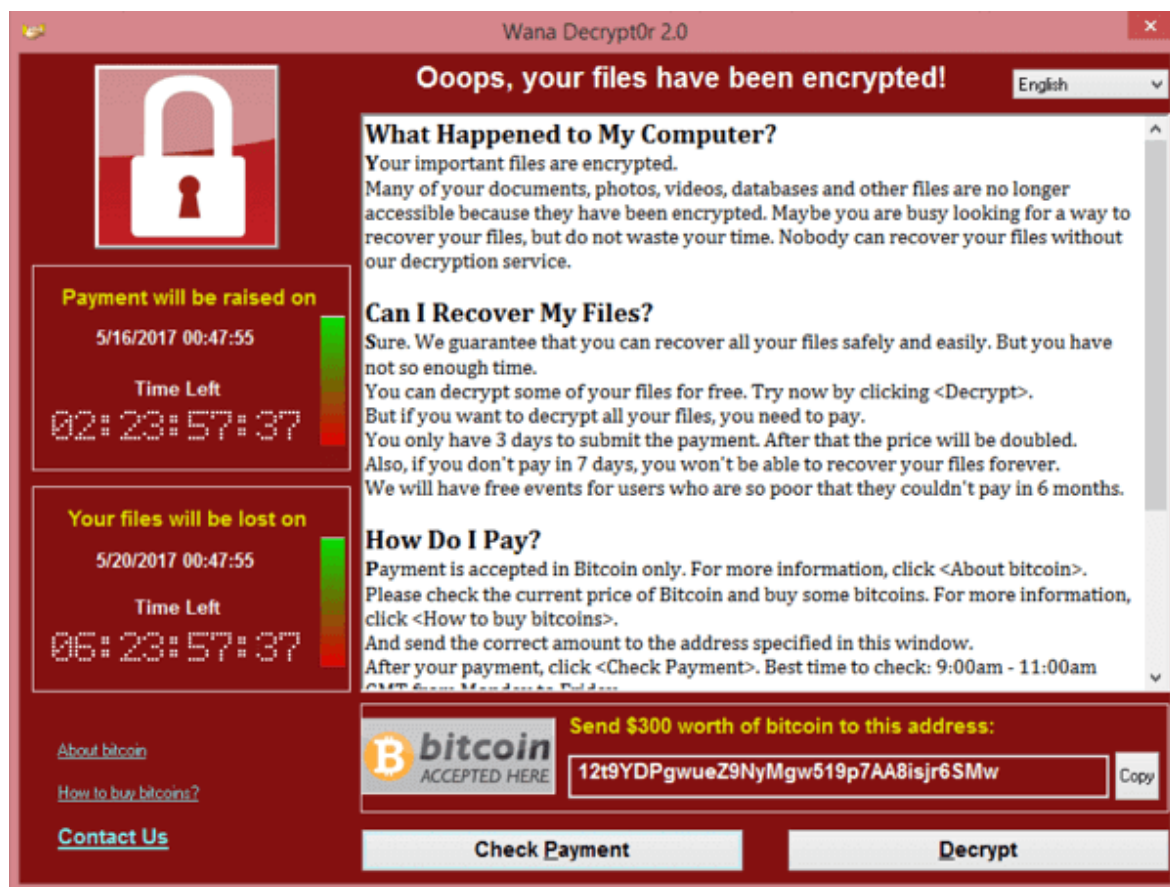 Wana Decrypt0r 2.0
Ooops, your files have been encrypted!
English
What Happened to My Computer?
Your important files are encrypted.
Many of your documents, photos, videos, databases and other files are no longer
accessible because they have been encrypted. Maybe you are busy looking for a way to
recover your files, but do not waste your time. Nobody can recover your files without
our decryption service.
Can I Recover My Files?
Sure. We guarantee that you can recover all your files safely and easily. But you have
not so enough time.
You can decrypt some of your files for free. Try now by clicking <Decrypt>.
But if you want to decrypt all your files, you need to pay.
You only have 3 days to submit the payment. After that the price will be doubled.
Also, if you don't pay in 7 days, you won't be able to recover your files forever.
We will have free events for users who are so poor that they couldn't pay in 6 months.
How Do I Pay?
Payment is accepted in Bitcoin only. For more information, click <About bitcoin>.
Please check the current price of Bitcoin and buy some bitcoins. For more information,
click <How to buy bitcoins>.
And send the correct amount to the address specified in this window.
After your payment, click <Check Payment>. Best time to check: 9:00am - 11:00am
GMT from Monday to Friday
Payment will be raised on
5/16/2017 00:47:55
Time Left
02:23:57:37
Your files will be lost on
5/20/2017 00:47:55
Time Left
06:23:57:37
About bitcoin
How to buy bitcoins?
Contact Us
bitcoin
ACCEPTED HERE
Send $300 worth of bitcoin to this address:
12t9YDPgwueZ9NyMgw519p7AA8isjr6SMw
Copy
Check Payment
Decrypt